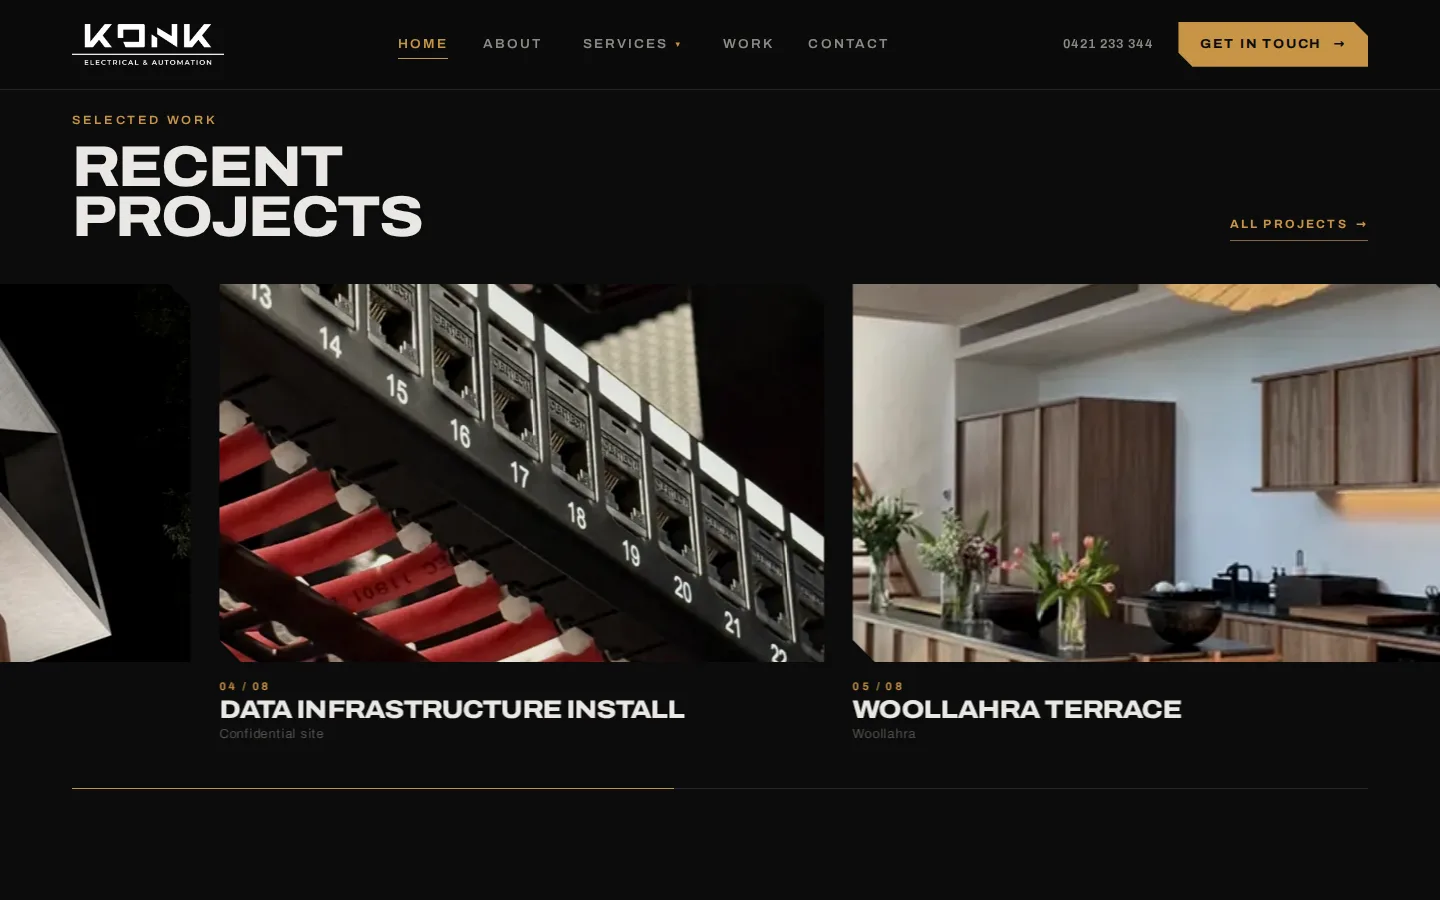 KONK
ELECTRICAL & AUTOMATION
HOME
ABOUT
SERVICES ▾
WORK
CONTACT
0421 233 344
GET IN TOUCH →
SELECTED WORK
RECENT
PROJECTS
ALL PROJECTS →
13
14
15
16
17
18
19
20
21
22
04 / 08
DATA INFRASTRUCTURE INSTALL
Confidential site
05 / 08
WOOLLAHRA TERRACE
Woollahra